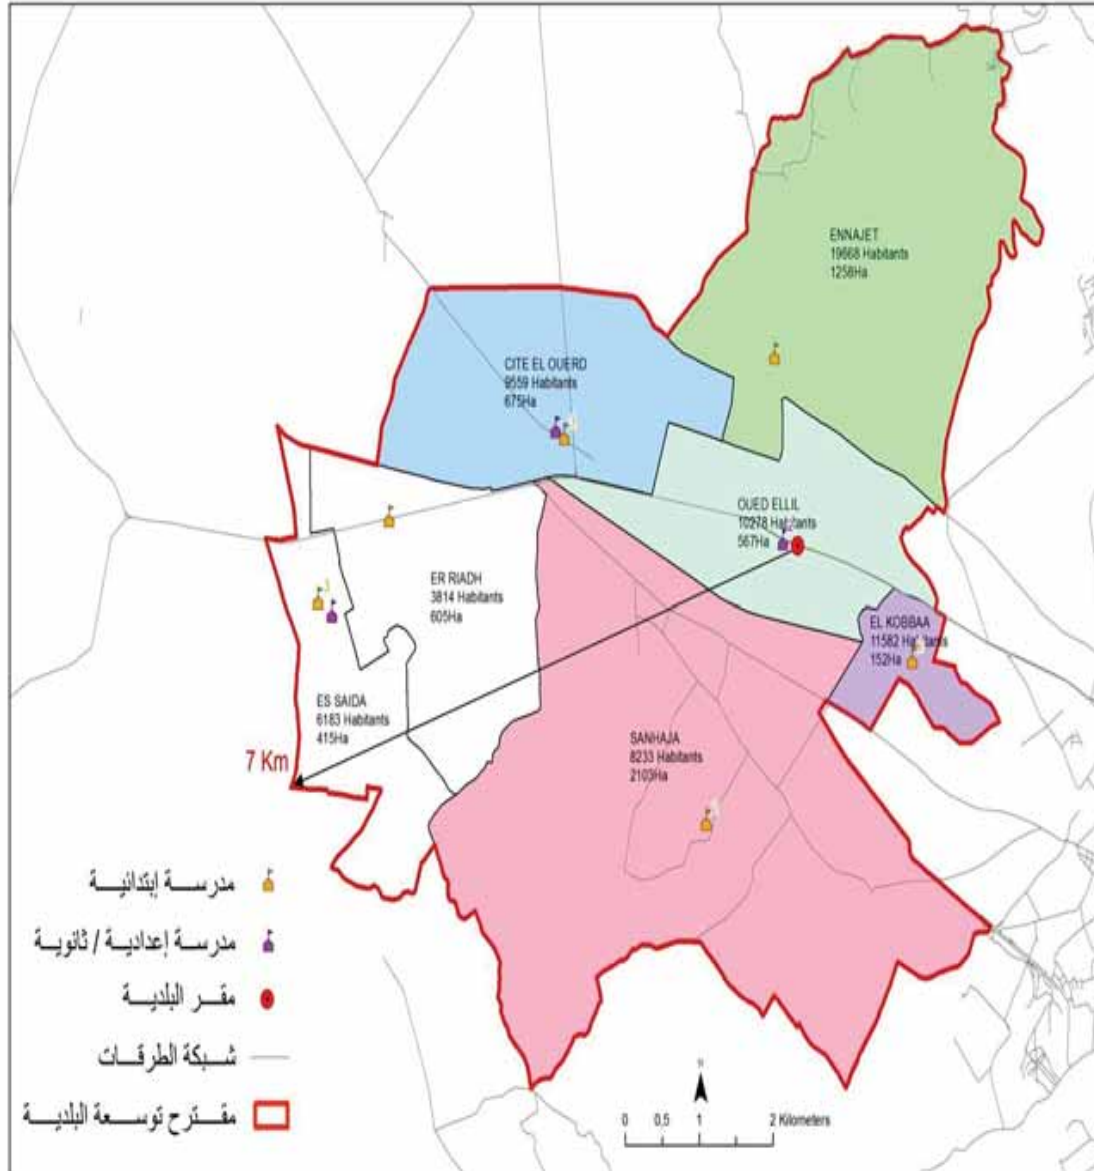 ENNAJET
19668 Habitants
1258Ha
CITE EL OUERD
9559 Habitants
675Ha
OUED ELLIL
10278 Habitants
567Ha
ER RIADH
3814 Habitants
605Ha
EL KOBBAA
11582 Habitants
152Ha
ES SAIDA
6183 Habitants
415Ha
SANHAJA
8233 Habitants
2103Ha
7 Km
مدرسة إبتدائية
مدرسة إعدادية / ثانوية
مقر البلدية
شبكة الطرقات
مقترح توسعة البلدية
N
0 0,5 1 2 Kilometers